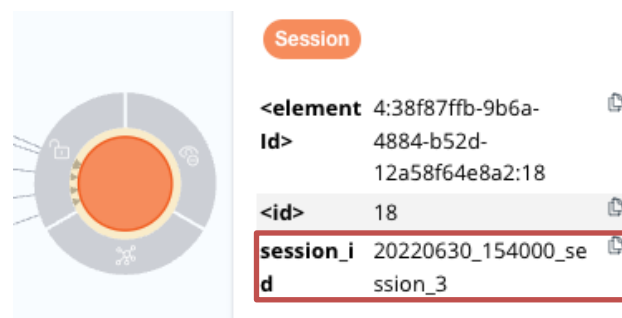 Session
<element 4:38f87ffb-9b6a-
Id> 4884-b52d-
12a58f64e8a2:18
<id> 18
session_i 20220630_154000_se
d ssion_3